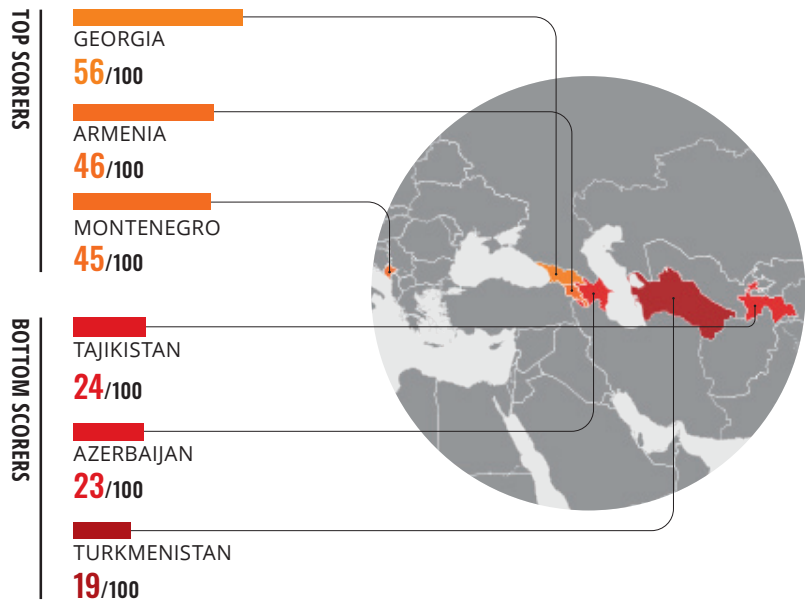 TOP SCORERS
GEORGIA
56/100
ARMENIA
46/100
MONTENEGRO
45/100
BOTTOM SCORERS
TAJIKISTAN
24/100
AZERBAIJAN
23/100
TURKMENISTAN
19/100